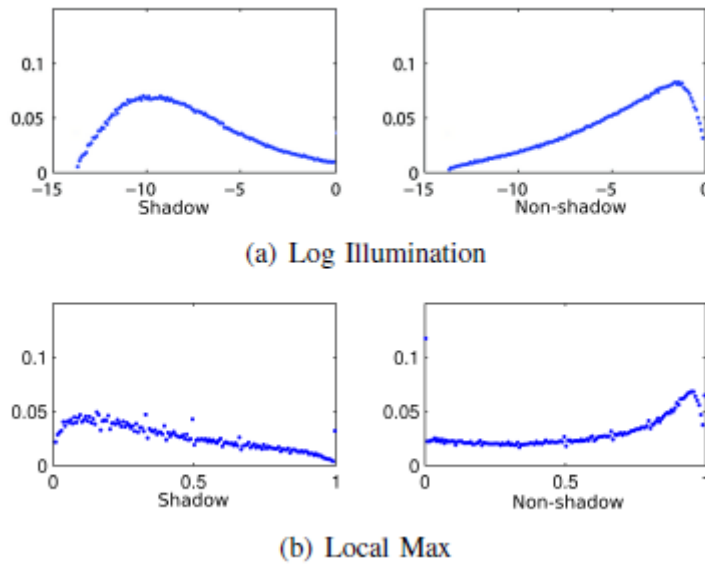 0.1 0.1
0.05 0.05
0 0
−15 −10 −5 0 −15 −10 −5 0
Shadow Non-shadow
(a) Log Illumination
0.1 0.1
0.05 0.05
0 0
0 0.5 1 0 0.5 1
Shadow Non-shadow
(b) Local Max